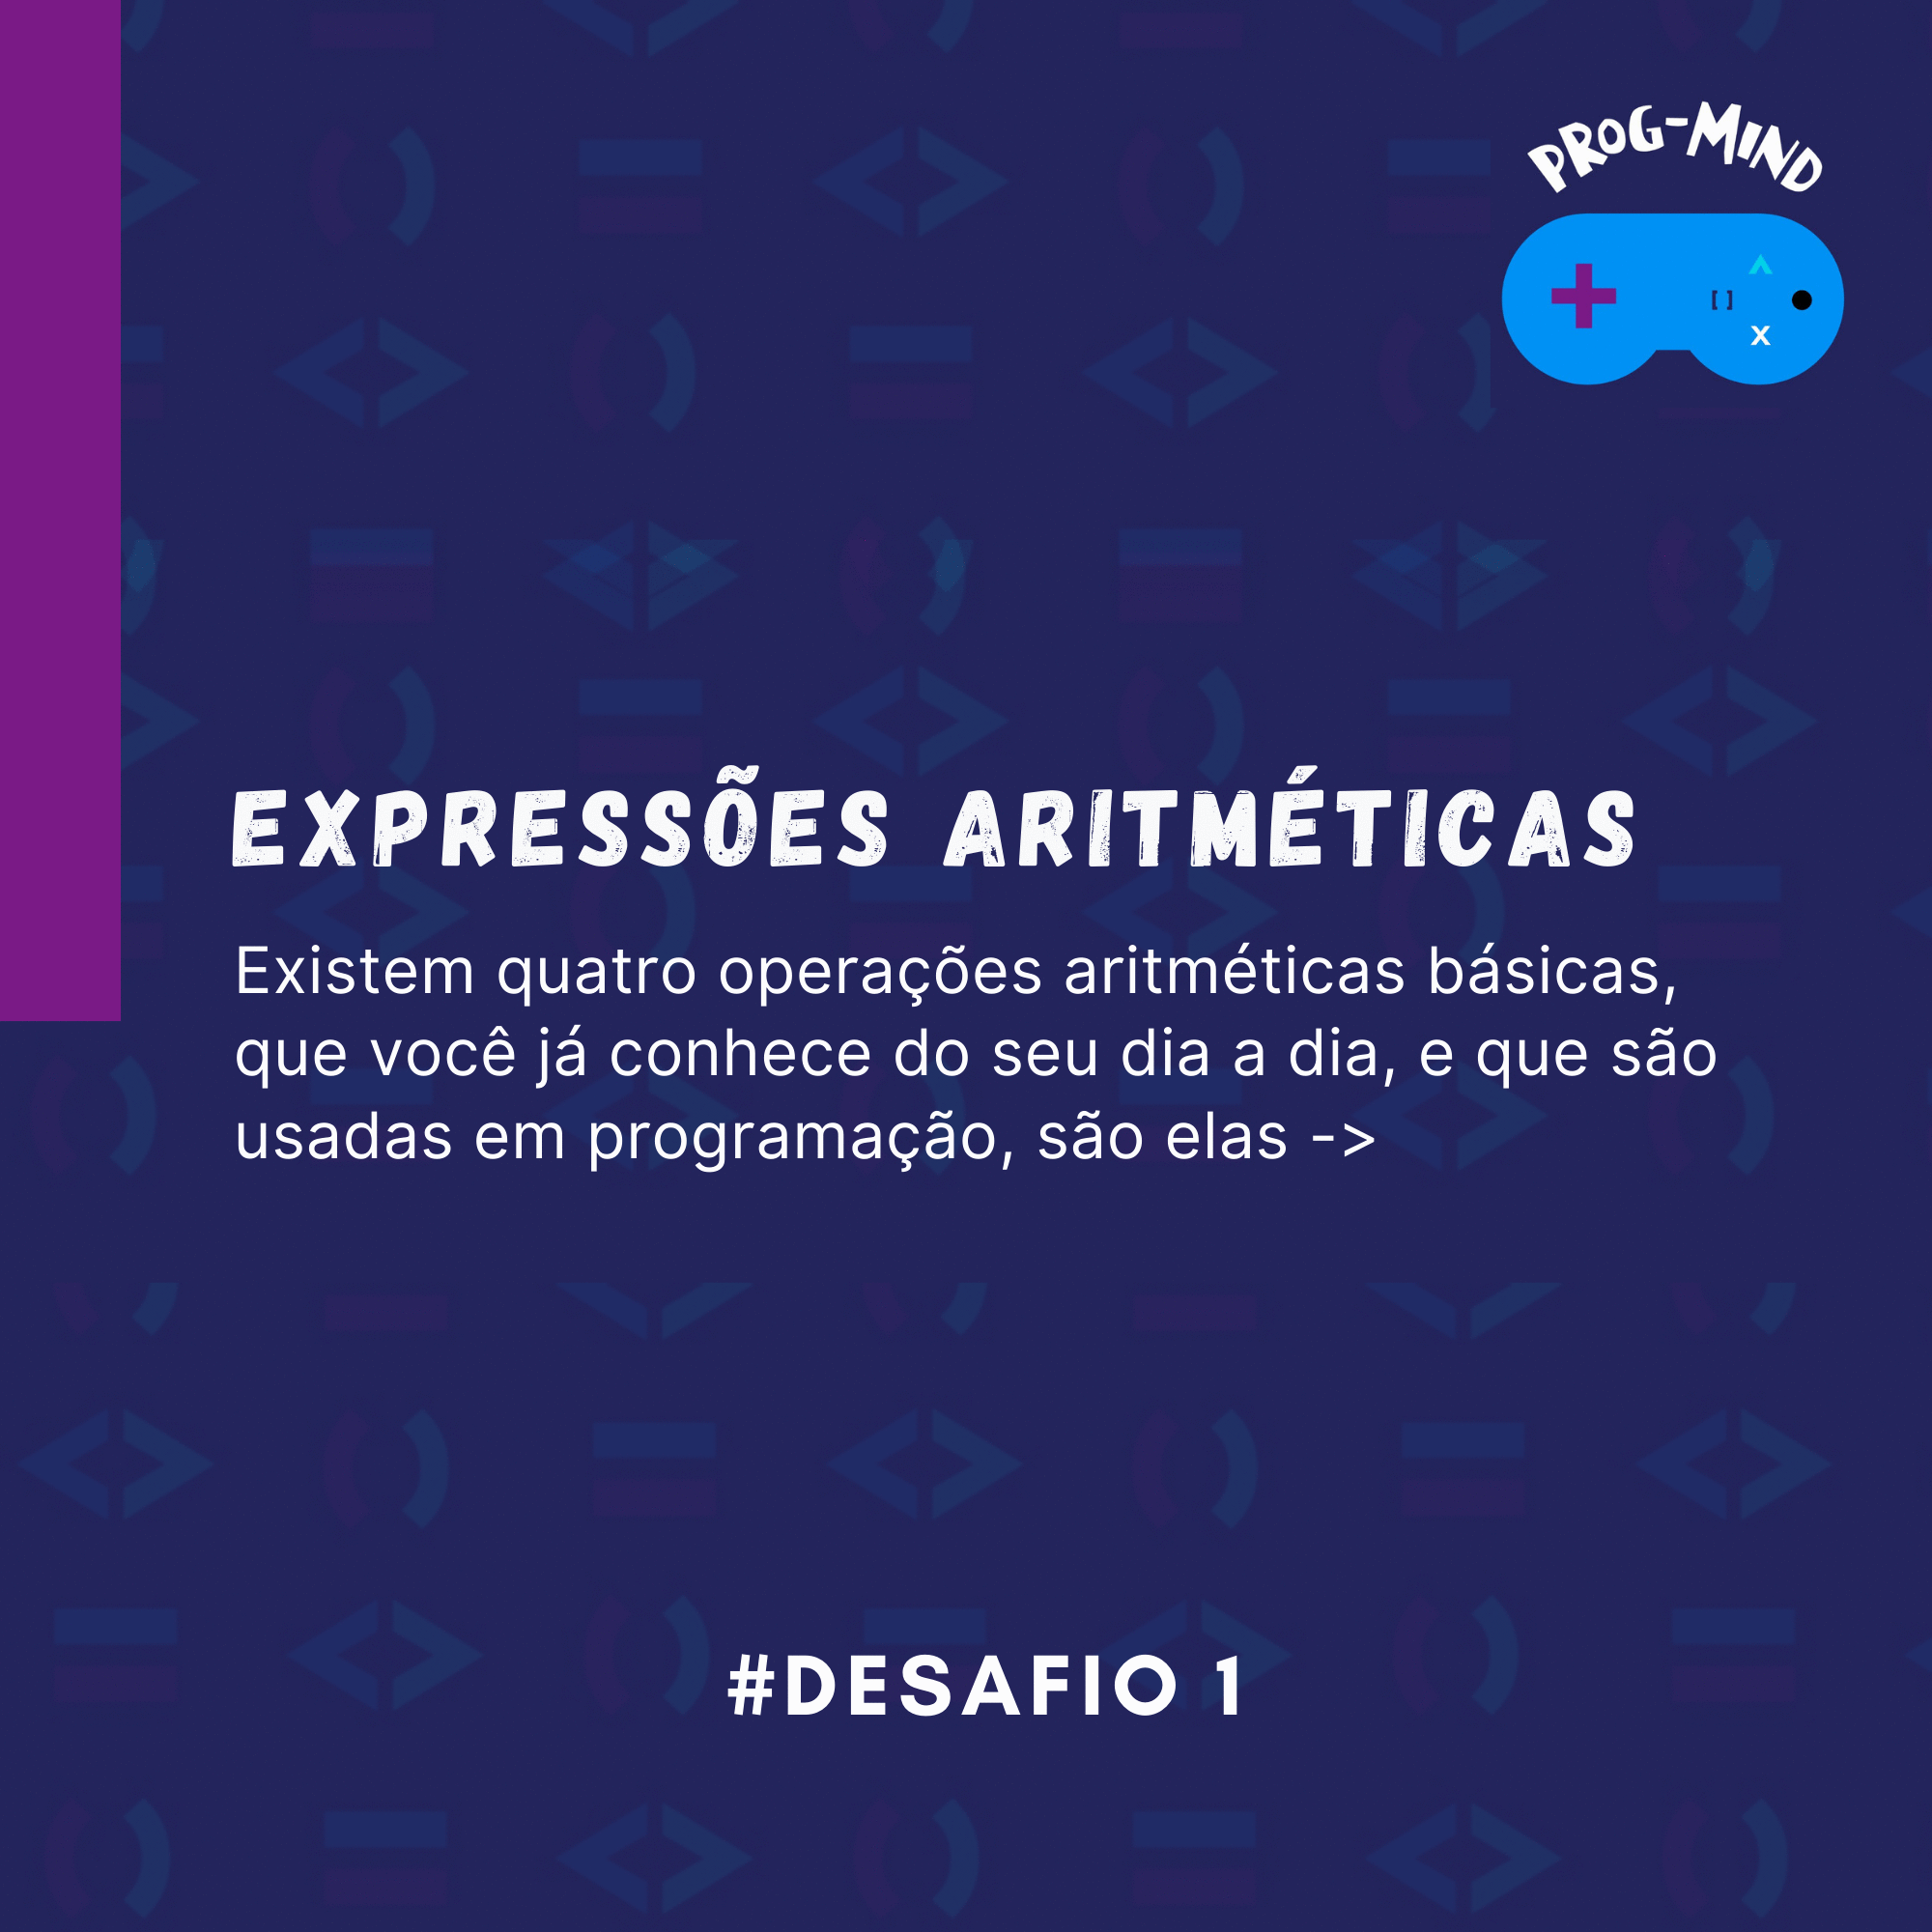 PROG-MIND
[ ]
x
EXPRESSÕES ARITMÉTICAS
Existem quatro operações aritméticas básicas,
que você já conhece do seu dia a dia, e que são
usadas em programação, são elas ->
#DESAFIO 1